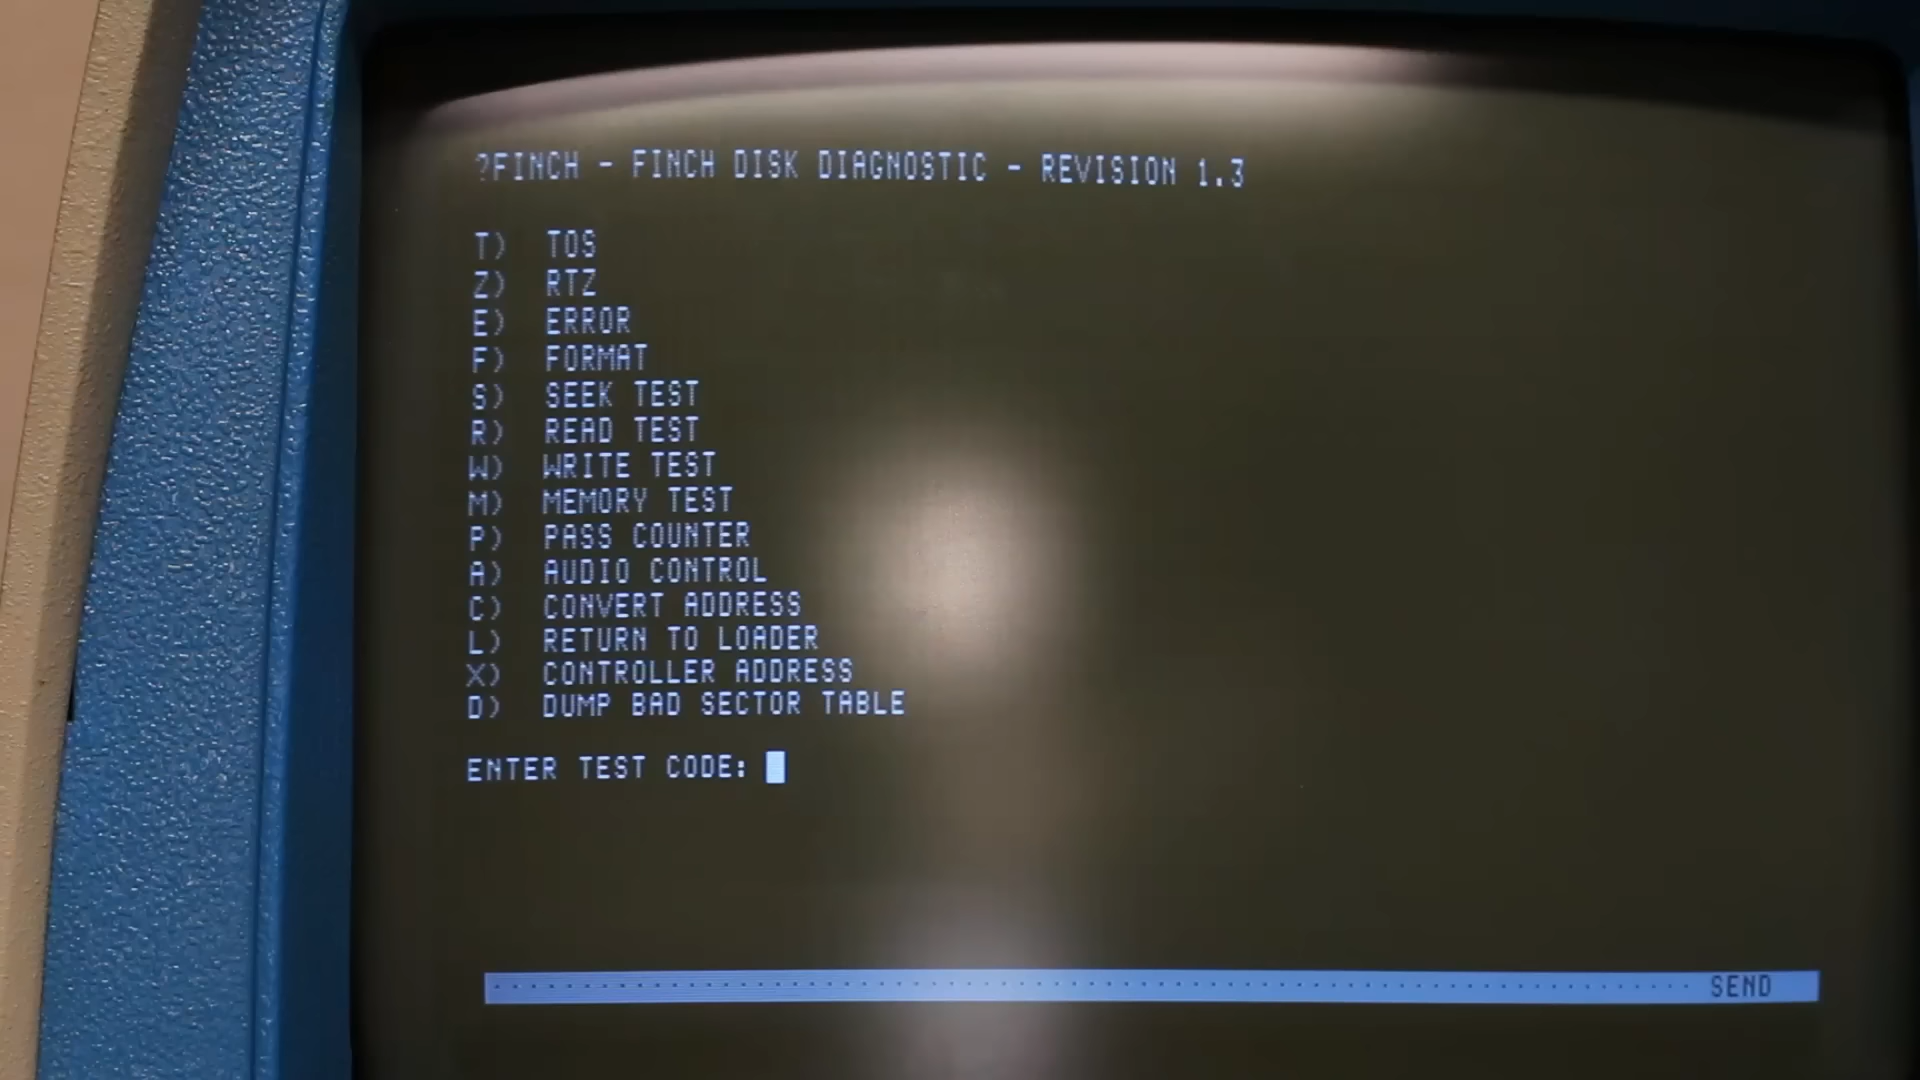 ?FINCH - FINCH DISK DIAGNOSTIC - REVISION 1.3
T) TOS
Z) RTZ
E) ERROR
F) FORMAT
S) SEEK TEST
R) READ TEST
W) WRITE TEST
M) MEMORY TEST
P) PASS COUNTER
A) AUDIO CONTROL
C) CONVERT ADDRESS
L) RETURN TO LOADER
X) CONTROLLER ADDRESS
D) DUMP BAD SECTOR TABLE
ENTER TEST CODE:
SEND